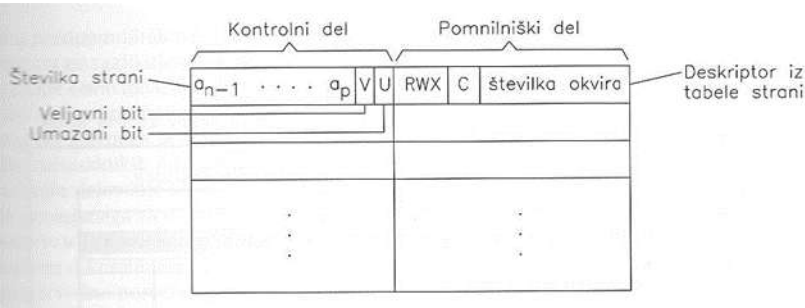 Kontrolni del
Pomnilniški del
Številka strani
aₙ₋₁ . . . . aₚ V U RWX C številka okvira
Deskriptor iz
tabele strani
Veljavni bit
Umazani bit